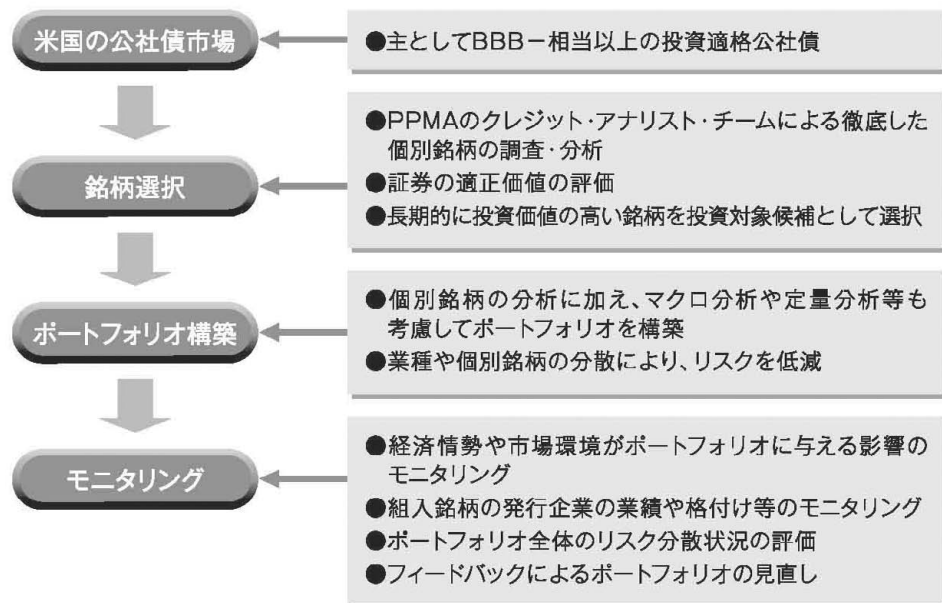 米国の公社債市場
●主としてBBB－相当以上の投資適格公社債
銘柄選択
●PPMAのクレジット・アナリスト・チームによる徹底した
個別銘柄の調査・分析
●証券の適正価値の評価
●長期的に投資価値の高い銘柄を投資対象候補として選択
ポートフォリオ構築
●個別銘柄の分析に加え、マクロ分析や定量分析等も
考慮してポートフォリオを構築
●業種や個別銘柄の分散により、リスクを低減
モニタリング
●経済情勢や市場環境がポートフォリオに与える影響の
モニタリング
●組入銘柄の発行企業の業績や格付け等のモニタリング
●ポートフォリオ全体のリスク分散状況の評価
●フィードバックによるポートフォリオの見直し